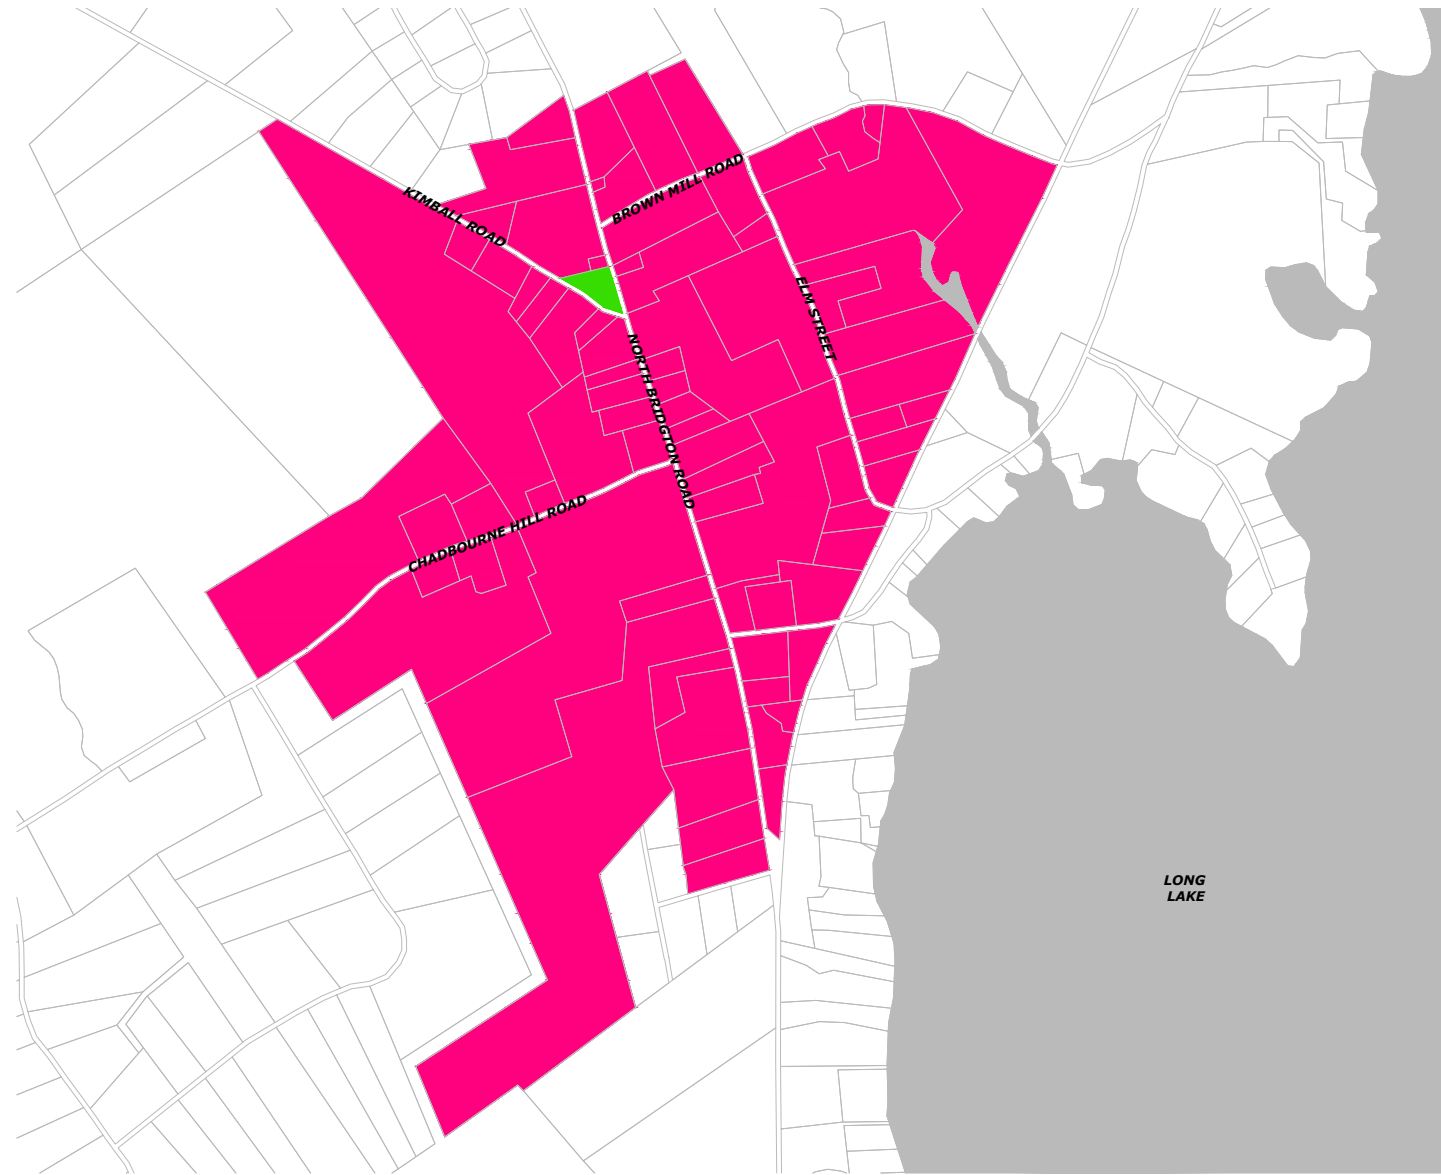 BROWN MILL ROAD
KIMBALL ROAD
ELM STREET
NORTH BRIDGTON ROAD
CHADBOURNE HILL ROAD
LONG
LAKE